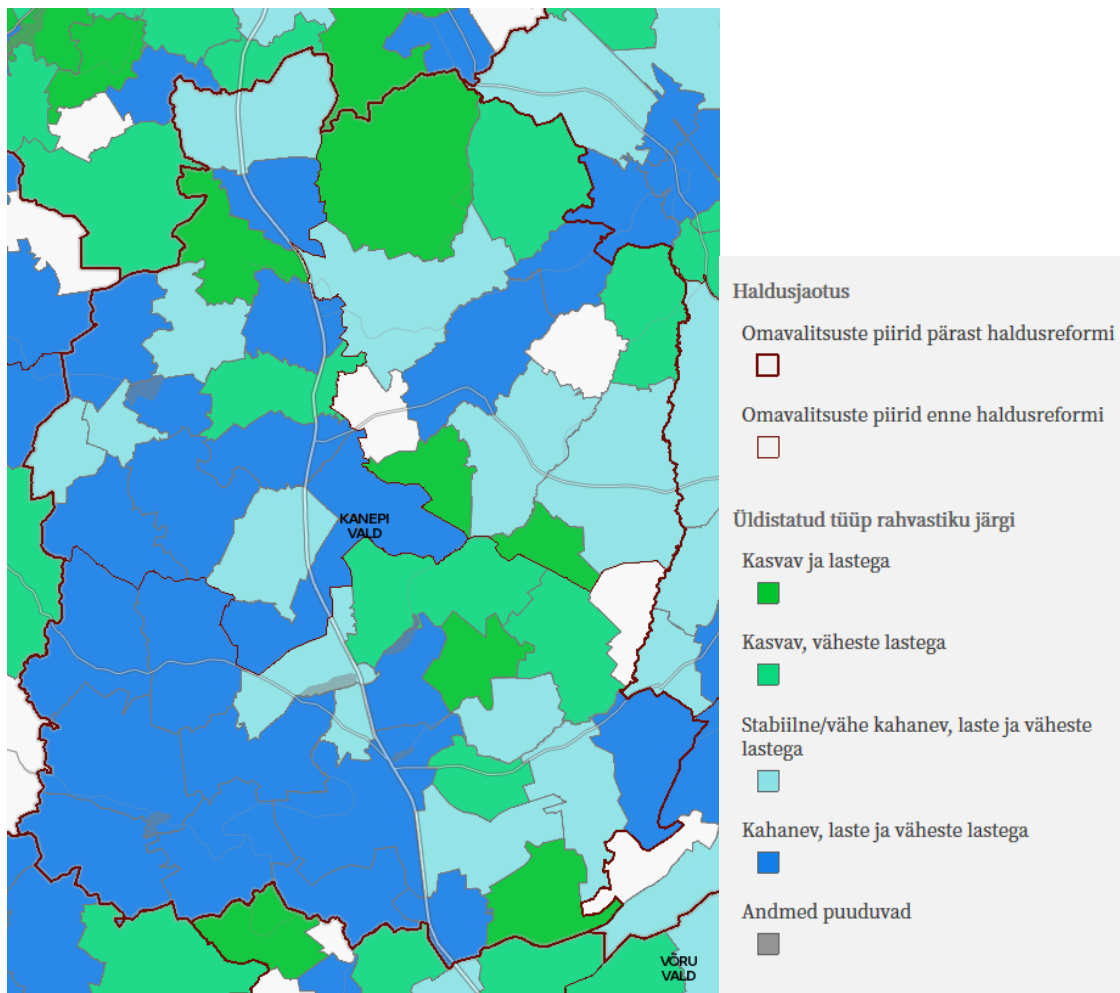 KANEPI
VALD
VÕRU
VALD
Haldusjaotus
Omavalitsuste piirid pärast haldusreformi
Omavalitsuste piirid enne haldusreformi
Üldistatud tüüp rahvastiku järgi
Kasvav ja lastega
Kasvav, väheste lastega
Stabiilne/vähe kahanev, laste ja väheste
lastega
Kahanev, laste ja väheste lastega
Andmed puuduvad